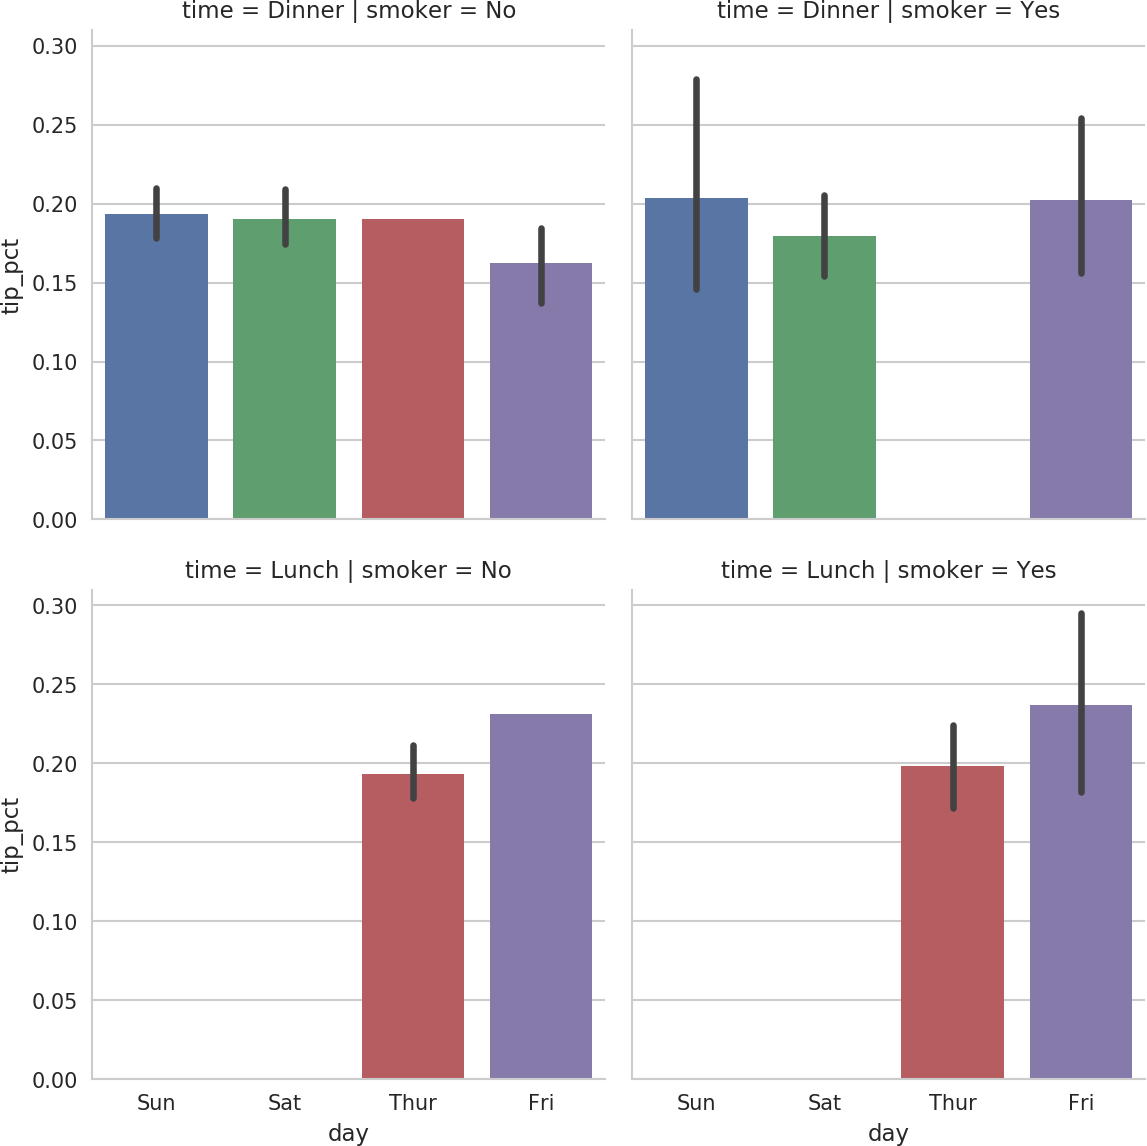 time = Dinner | smoker = No
time = Dinner | smoker = Yes
0.30
0.25
0.20
0.15
0.10
0.05
0.00
tip_pct
time = Lunch | smoker = No
time = Lunch | smoker = Yes
0.30
0.25
0.20
0.15
0.10
0.05
0.00
tip_pct
Sun Sat Thur Fri
Sun Sat Thur Fri
day
day